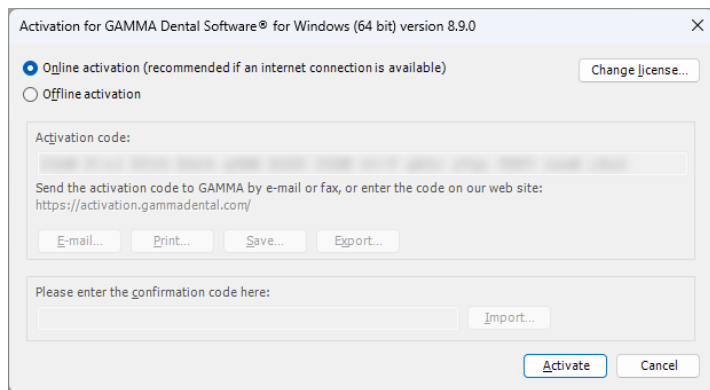 Activation for GAMMA Dental Software® for Windows (64 bit) version 8.9.0
Online activation (recommended if an internet connection is available)
Change license...
Offline activation
Activation code:
Send the activation code to GAMMA by e-mail or fax, or enter the code on our web site:
https://activation.gammadental.com/
E-mail...
Print...
Save...
Export...
Please enter the confirmation code here:
Import...
Activate
Cancel